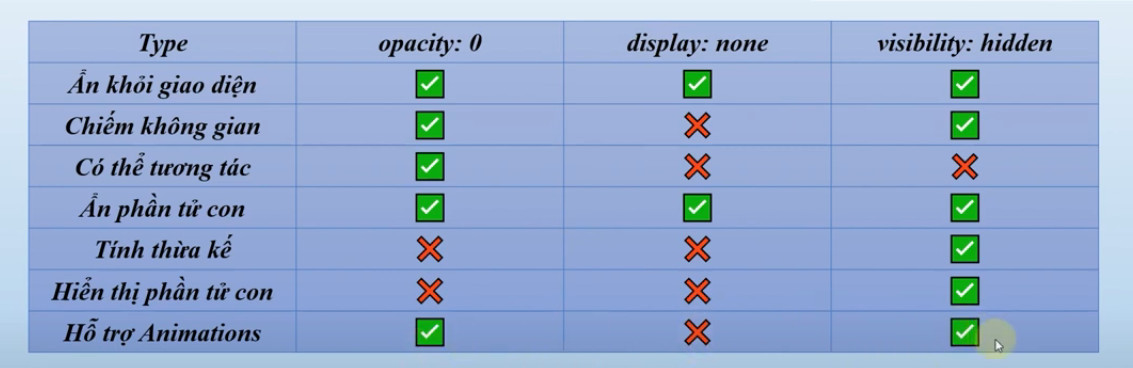 Type opacity: 0 display: none visibility: hidden
Ẩn khỏi giao diện
Chiếm không gian
Có thể tương tác
Ẩn phần tử con
Tính thừa kế
Hiển thị phần tử con
Hỗ trợ Animations